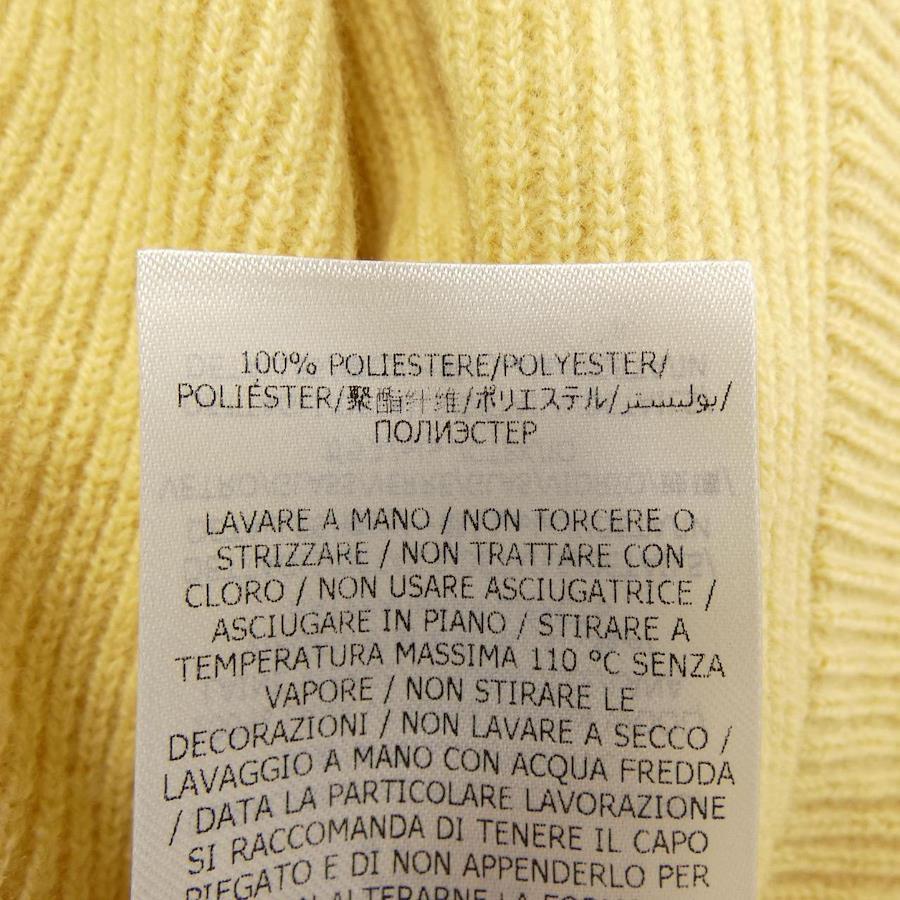 100% POLIESTERE/POLYESTER/
POLIÉSTER/聚酯纤维/ポリエステル/بوليستر/
ПОЛИЭСТЕР
LAVARE A MANO / NON TORCERE O
STRIZZARE / NON TRATTARE CON
CLORO / NON USARE ASCIUGATRICE /
ASCIUGARE IN PIANO / STIRARE A
TEMPERATURA MASSIMA 110 °C SENZA
VAPORE / NON STIRARE LE
DECORAZIONI / NON LAVARE A SECCO /
LAVAGGIO A MANO CON ACQUA FREDDA
/ DATA LA PARTICOLARE LAVORAZIONE
SI RACCOMANDA DI TENERE IL CAPO
PIEGATO E DI NON APPENDERLO PER
ALTERARNE LA